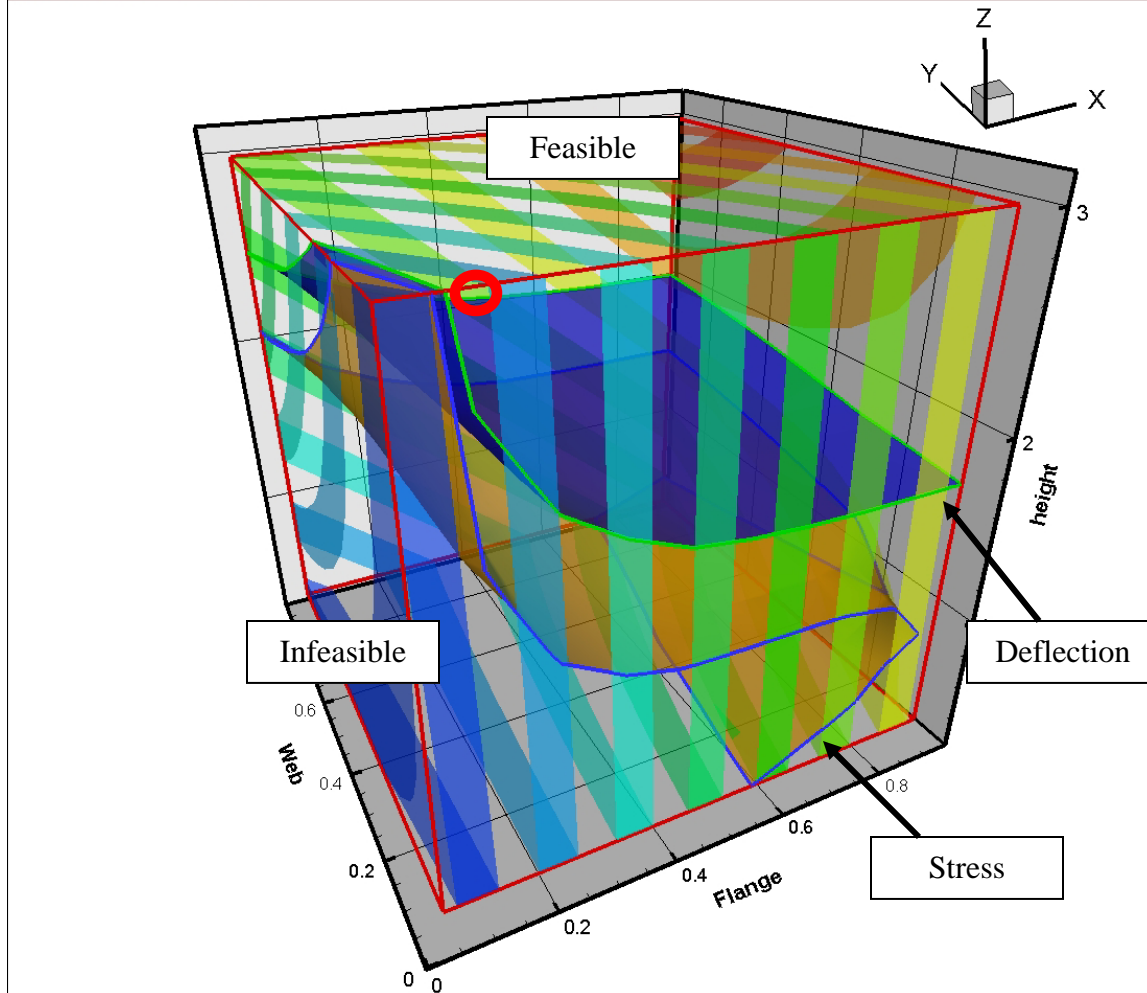 Z
Y
X
Feasible
3
2
height
Infeasible
Deflection
0.6
Web
0.4
0.2
0
0
0.2
Flange
0.4
0.6
0.8
Stress